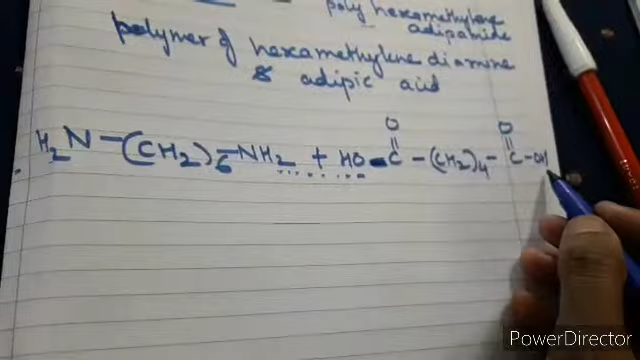 poly hexamethylene
adipamide
polymer of hexamethylene diamine
& adipic acid
H₂N—(CH₂)₆—NH₂ + HO—C(=O)—(CH₂)₄—C(=O)—OH
PowerDirector